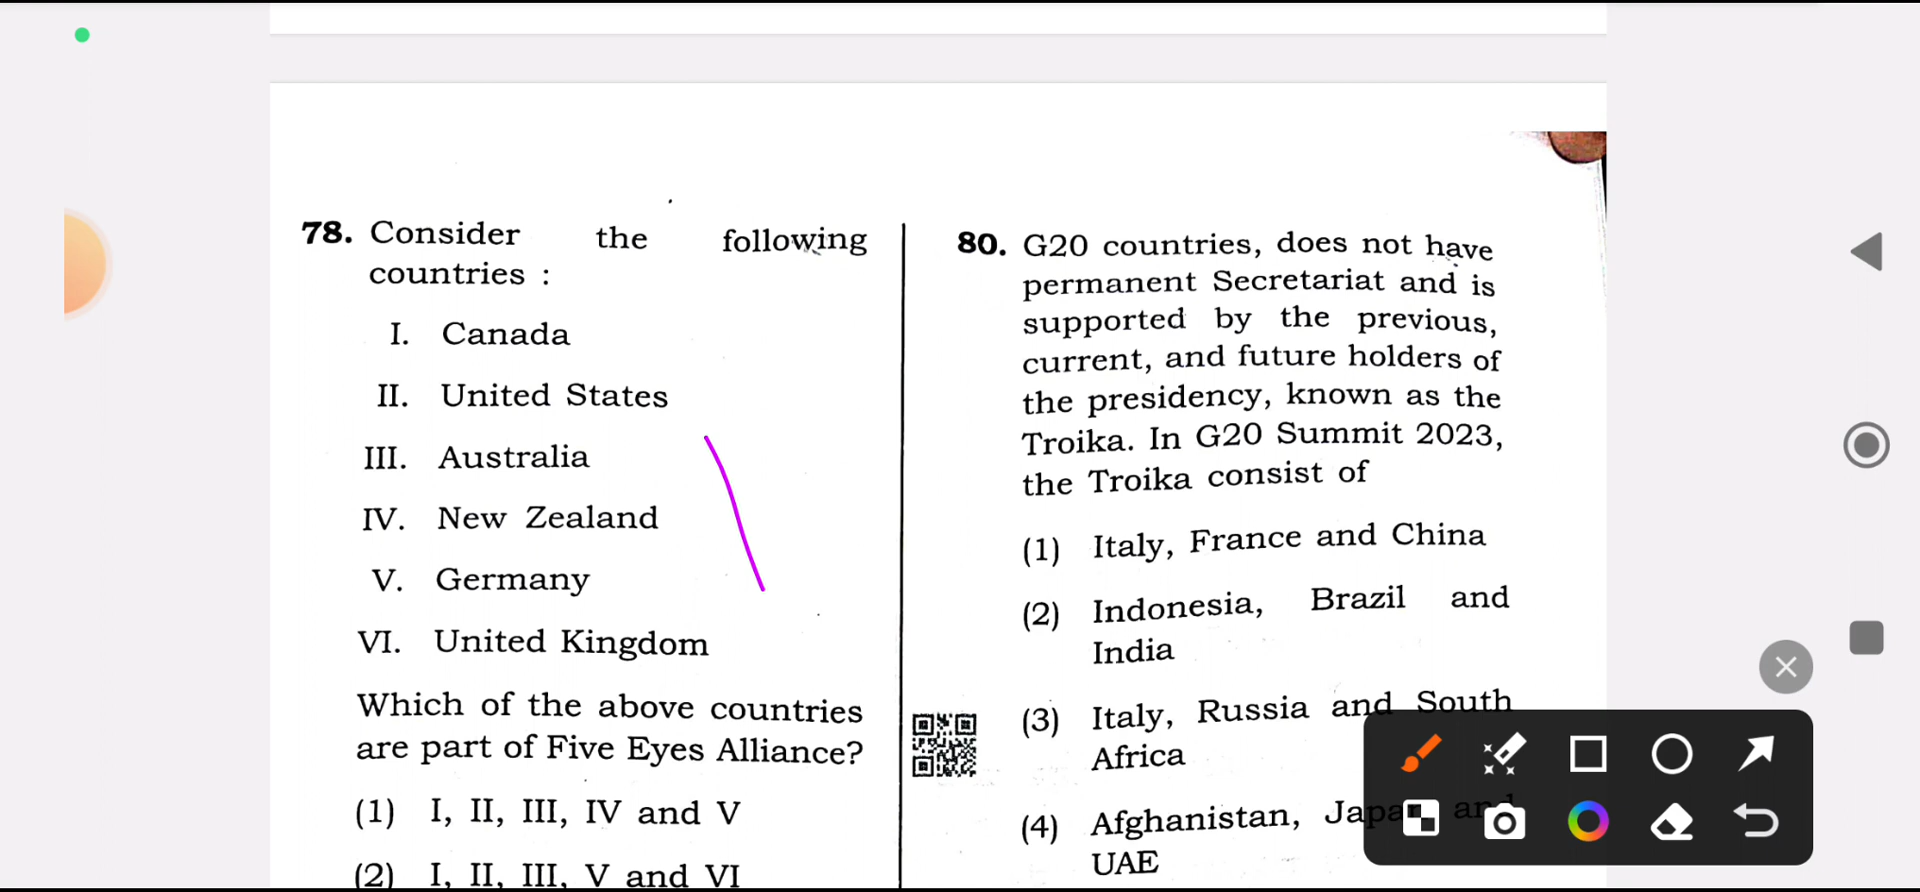 78. Consider the following
countries :
I. Canada
II. United States
III. Australia
IV. New Zealand
V. Germany
VI. United Kingdom
Which of the above countries
are part of Five Eyes Alliance?
(1) I, II, III, IV and V
(2) I, II, III, V and VI
80. G20 countries, does not have
permanent Secretariat and is
supported by the previous,
current, and future holders of
the presidency, known as the
Troika. In G20 Summit 2023,
the Troika consist of
(1) Italy, France and China
(2) Indonesia, Brazil and
India
(3) Italy, Russia and South
Africa
(4) Afghanistan, Japan and
UAE